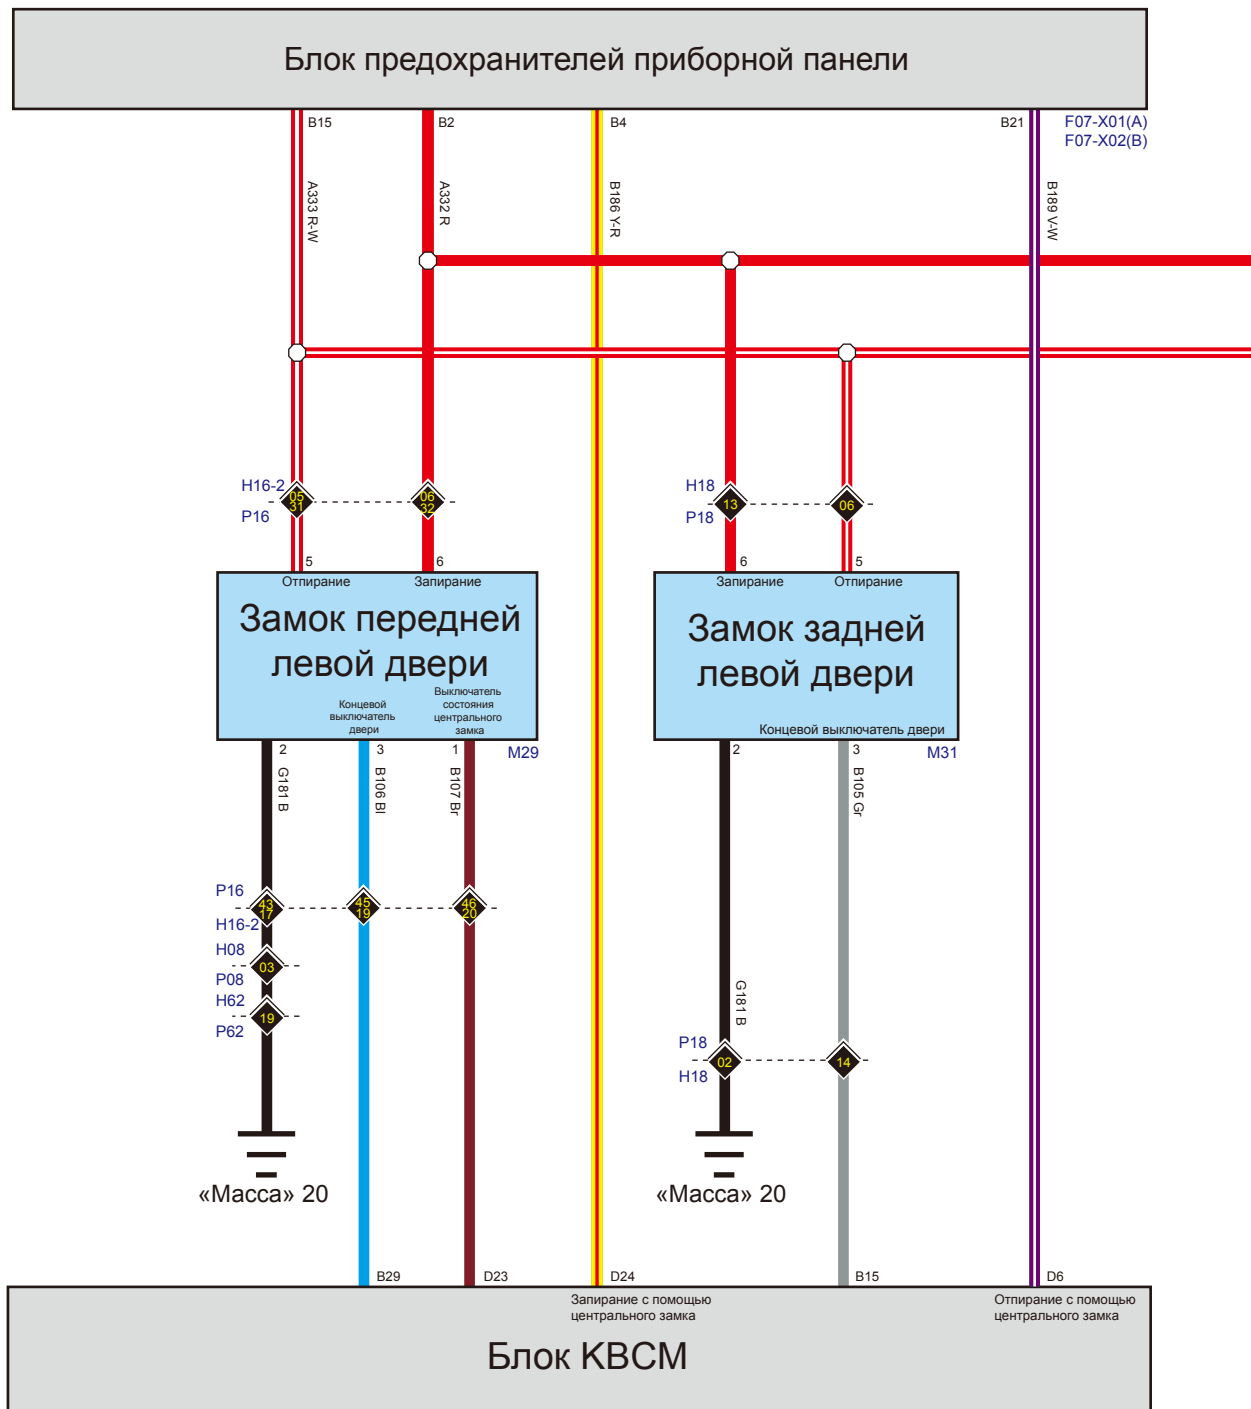 Блок предохранителей приборной панели
B15
B2
B4
B21
F07-X01(A)
F07-X02(B)
A333 R-W
A332 R
B186 Y-R
B189 V-W
H16-2
P16
05
31
06
32
H18
P18
13
06
5
6
6
5
Отпирание
Запирание
Запирание
Отпирание
Замок передней
левой двери
Замок задней
левой двери
Концевой
выключатель
двери
Выключатель
состояния
центрального
замка
Концевой выключатель двери
2
3
1
M29
2
3
M31
G181 B
B106 Bl
B107 Br
B105 Gr
P16
H16-2
43
17
45
19
46
20
H08
P08
03
H62
P62
19
G181 B
P18
H18
02
14
«Масса» 20
«Масса» 20
B29
D23
D24
B15
D6
Запирание с помощью
центрального замка
Отпирание с помощью
центрального замка
Блок KBCM